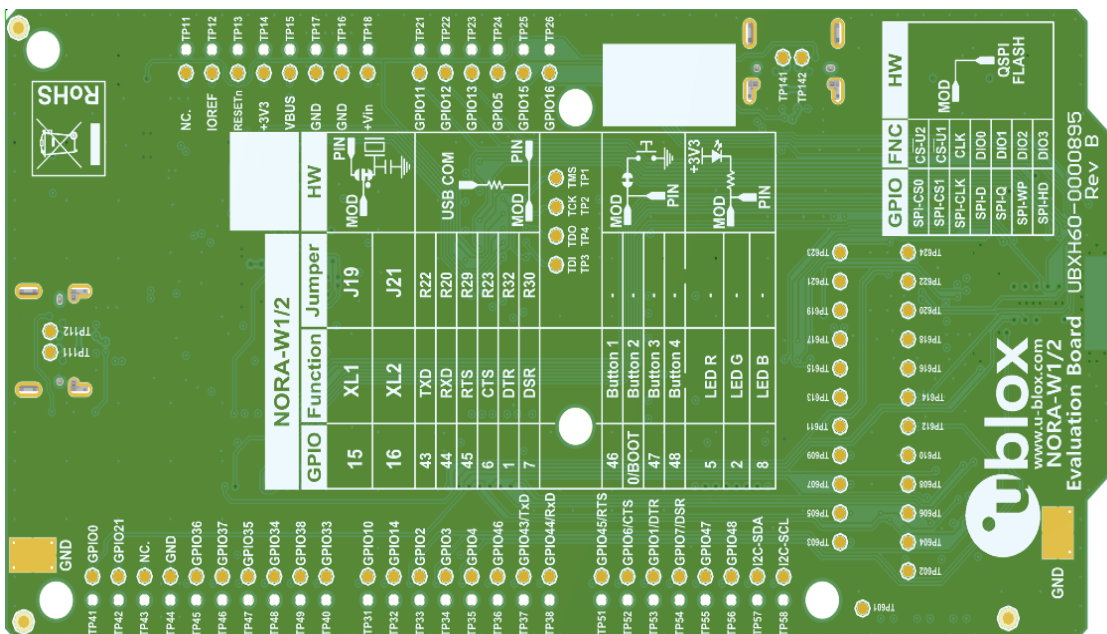 TP11
TP12
TP13
TP14
TP17
TP16
TP18
TP21
TP22
TP23
TP24
TP25
TP26
NC.
IOREF
RESETn
+3V3
VBUS
GND
GND
+Vin
GPIO11
GPIO12
GPIO13
GPIO5
GPIO15
GPIO16
TP141
TP142
RoHS
NORA-W1/2
GPIO Function Jumper HW
15 XL1 J19
16 XL2 J21
MOD PIN
43 TXD R22
44 RXD R20
45 RTS R29
6 CTS R23
1 DTR R32
7 DSR R30
USB COM
MOD PIN
TDI TDO TCK TMS
TP3 TP4 TP2 TP1
46 Button 1 -
0/BOOT Button 2 -
47 Button 3 -
48 Button 4 -
MOD PIN
5 LED R -
2 LED G -
8 LED B -
+3V3
MOD PIN
GPIO FNC HW
SPI-CS0 CS-U2
SPI-CS1 CS-U1
SPI-CLK CLK
SPI-D DIO0
SPI-Q DIO1
SPI-WP DIO2
SPI-HD DIO3
MOD
QSPI
FLASH
TP112
TP111
TP623
TP621
TP619
TP617
TP615
TP613
TP611
TP609
TP607
TP605
TP603
TP624
TP622
TP620
TP618
TP616
TP614
TP612
TP610
TP608
TP606
TP604
TP602
TP601
ublox
www.u-blox.com
NORA-W1/2
Evaluation Board UBXH60-0000895
Rev B
GND
GND
GPIO0
GPIO21
NC.
GND
GPIO36
GPIO37
GPIO35
GPIO34
GPIO38
GPIO33
GPIO10
GPIO14
GPIO2
GPIO3
GPIO4
GPIO46
GPIO43/TxD
GPIO44/RxD
GPIO45/RTS
GPIO6/CTS
GPIO1/DTR
GPIO7/DSR
GPIO47
GPIO48
I2C-SDA
I2C-SCL
TP41
TP42
TP43
TP44
TP45
TP46
TP47
TP48
TP49
TP40
TP31
TP32
TP33
TP34
TP35
TP36
TP37
TP38
TP51
TP52
TP53
TP54
TP55
TP56
TP57
TP58